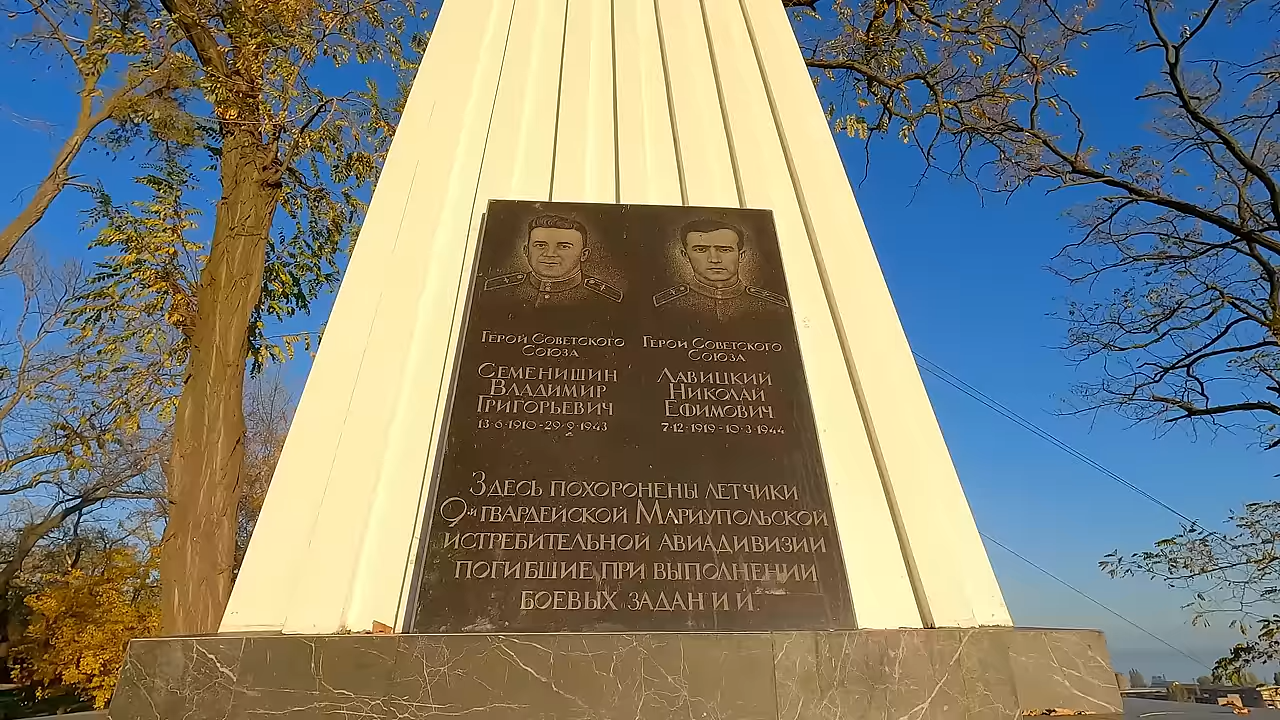 Герой Советского
Союза
Семенишин
Владимир
Григорьевич
13·6·1910-29·9·1943
Герой Советского
Союза
Лавицкий
Николай
Ефимович
7·12·1919-10·3·1944
Здесь похоронены летчики
9-й гвардейской Мариупольской
истребительной авиадивизии
погибшие при выполнении
боевых заданий.